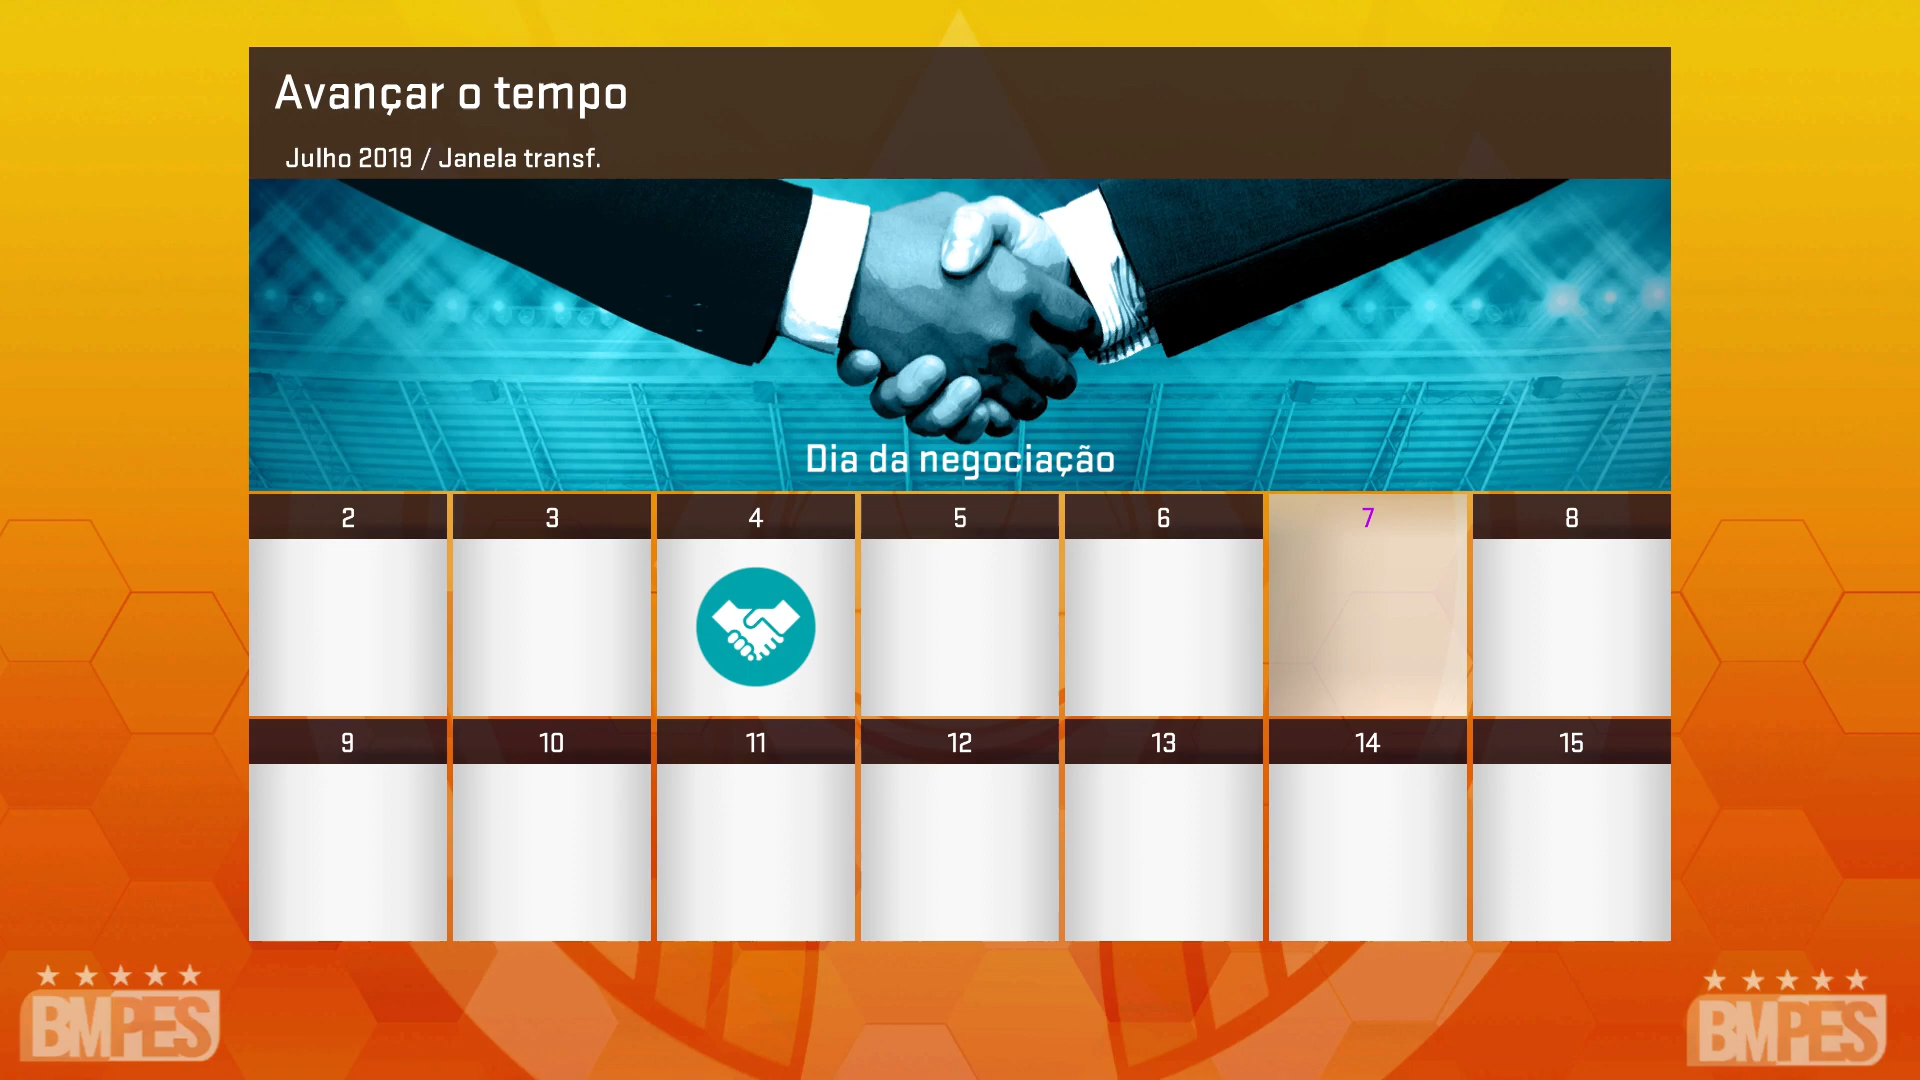 Avançar o tempo
Julho 2019 / Janela transf.
Dia da negociação
2 3 4 5 6 7 8
9 10 11 12 13 14 15
BMPES BMPES